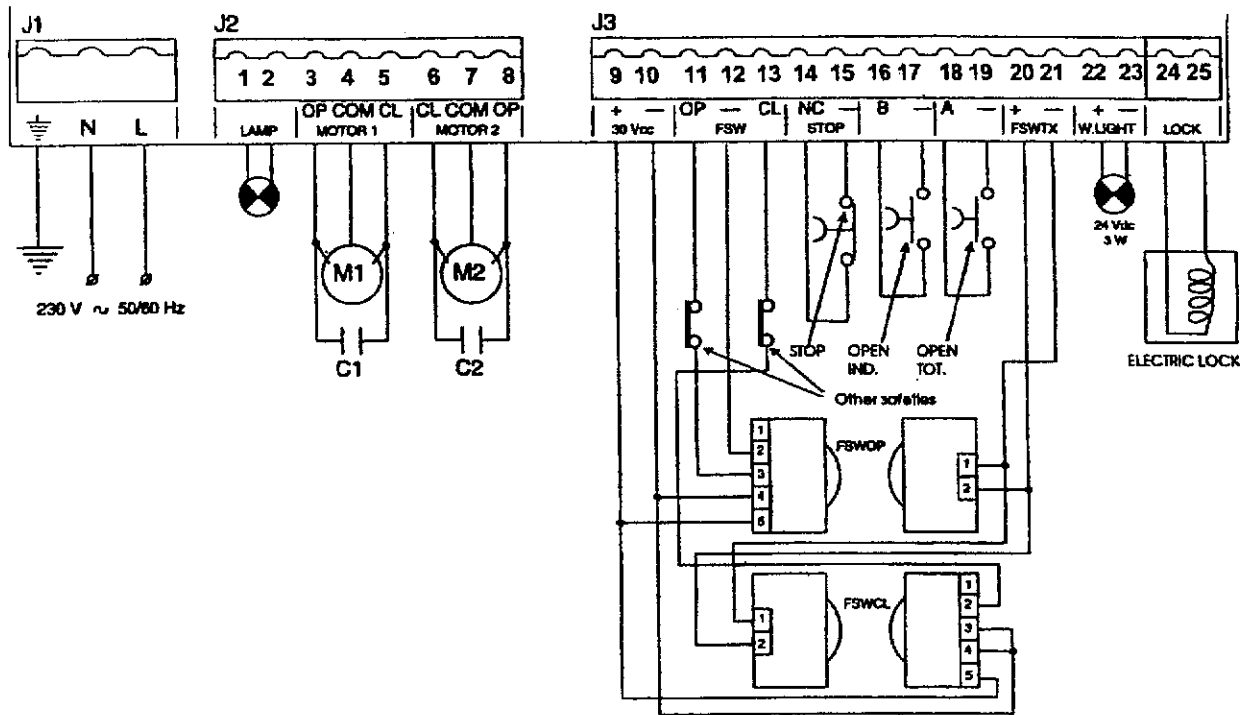 J1 J2 J3
1 2 3 4 5 6 7 8 9 10 11 12 13 14 15 16 17 18 19 20 21 22 23 24 25
OP COM CL CL COM OP + — OP — CL NC — B — A — + — + —
N L LAMP MOTOR 1 MOTOR 2 30 Vcc FSW STOP FSWTX W.LIGHT LOCK
M1 M2
24 Vdc
3 W
230 V ~ 50/60 Hz
C1 C2
STOP OPEN IND. OPEN TOT.
ELECTRIC LOCK
Other safeties
FSWOP
1
2
3
4
5
1
2
FSWCL
1
2
1
2
3
4
5